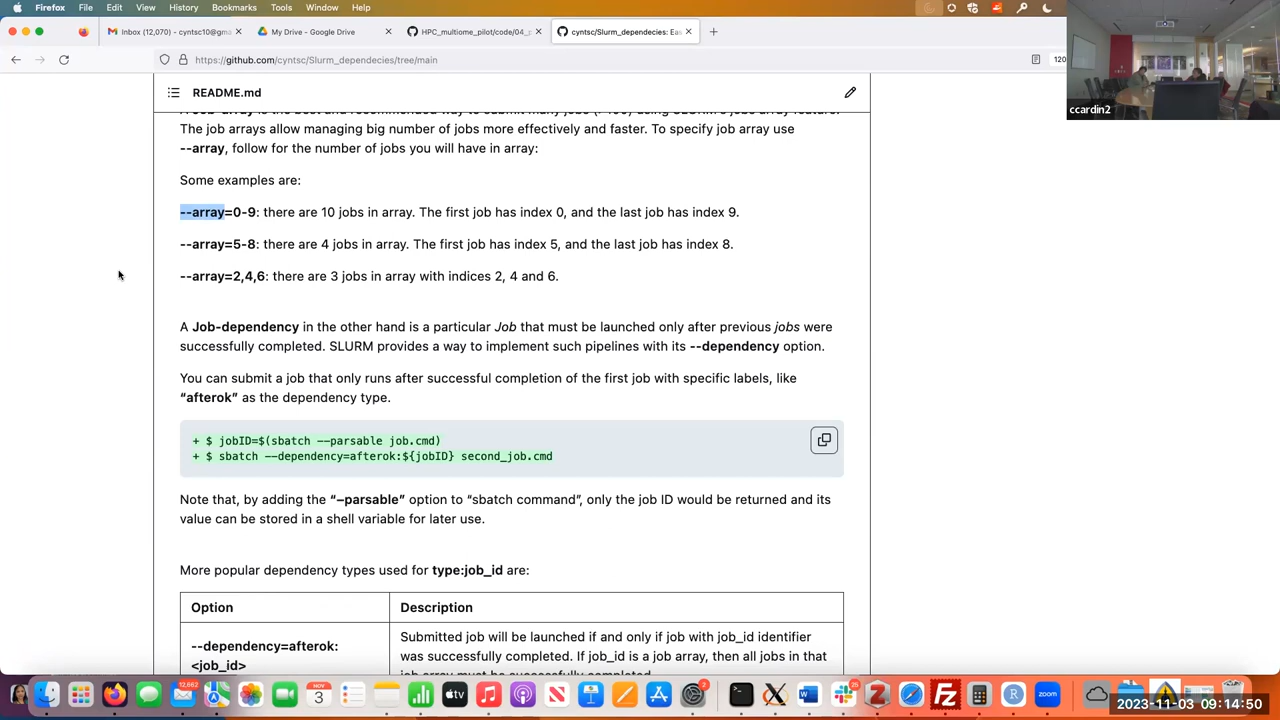 Firefox File Edit View History Bookmarks Tools Window Help
Inbox (12,070) - cyntsc10@gma
My Drive - Google Drive
HPC_multiome_pilot/code/04_p
cyntsc/Slurm_dependecies: Eas
https://github.com/cyntsc/Slurm_dependecies/tree/main
120
ccardin2
README.md
The job arrays allow managing big number of jobs more effectively and faster. To specify job array use
--array, follow for the number of jobs you will have in array:
Some examples are:
--array=0-9: there are 10 jobs in array. The first job has index 0, and the last job has index 9.
--array=5-8: there are 4 jobs in array. The first job has index 5, and the last job has index 8.
--array=2,4,6: there are 3 jobs in array with indices 2, 4 and 6.
A Job-dependency in the other hand is a particular Job that must be launched only after previous jobs were
successfully completed. SLURM provides a way to implement such pipelines with its --dependency option.
You can submit a job that only runs after successful completion of the first job with specific labels, like
“afterok” as the dependency type.
+ $ jobID=$(sbatch --parsable job.cmd)
+ $ sbatch --dependency=afterok:${jobID} second_job.cmd
Note that, by adding the “–parsable” option to “sbatch command”, only the job ID would be returned and its
value can be stored in a shell variable for later use.
More popular dependency types used for type:job_id are:
Option Description
--dependency=afterok:
<job_id>
Submitted job will be launched if and only if job with job_id identifier
was successfully completed. If job_id is a job array, then all jobs in that
NOV
3
12,662
tv
W
Fz
R
zoom
2023-11-03 09:14:50